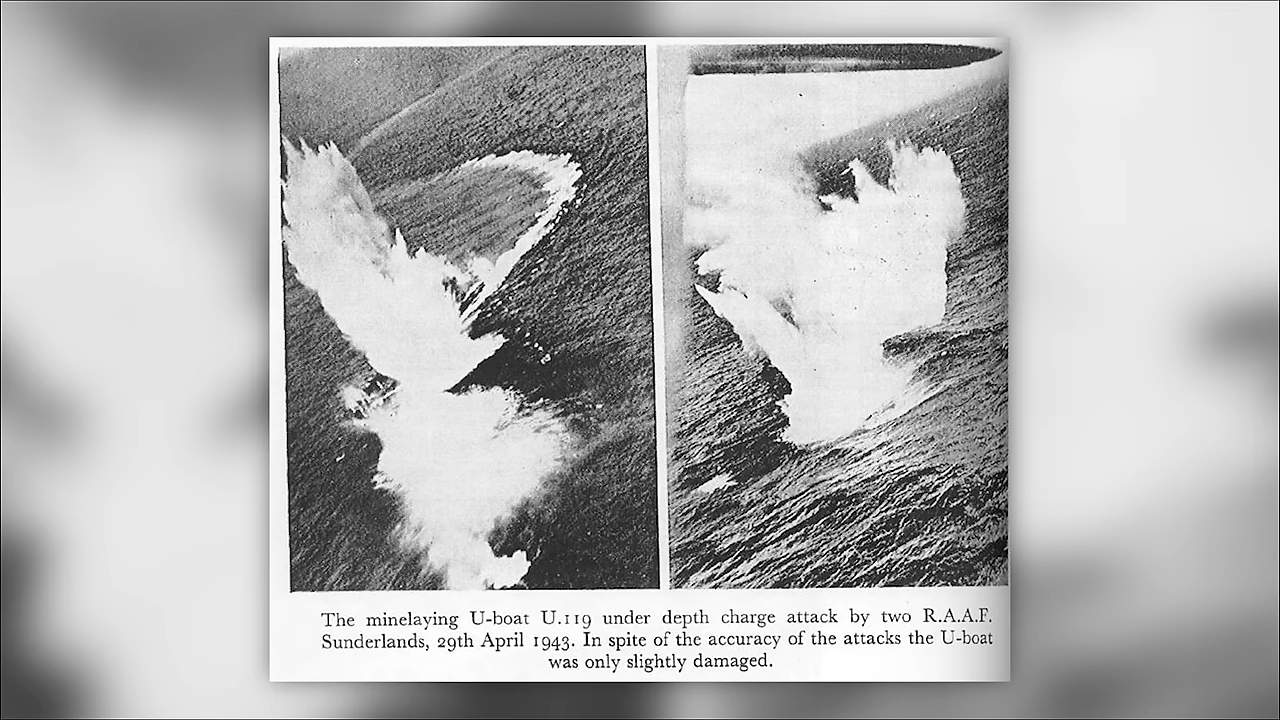 The minelaying U-boat U.119 under depth charge attack by two R.A.A.F.
Sunderlands, 29th April 1943. In spite of the accuracy of the attacks the U-boat
was only slightly damaged.